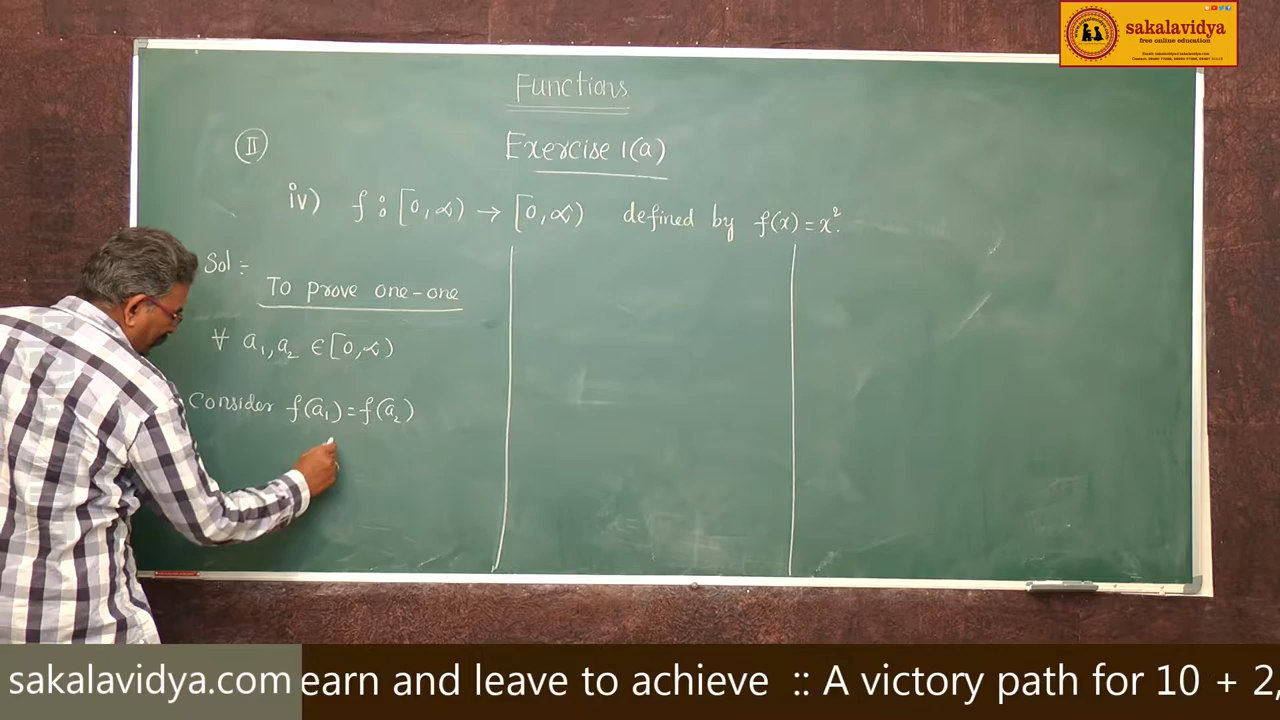 sakalavidya
free online education
Functions
II
Exercise 1(a)
iv) f : [0, ∞) → [0, ∞) defined by f(x) = x².
Sol :-
To prove one-one
∀ a₁, a₂ ∈ [0, ∞)
Consider f(a₁) = f(a₂)
sakalavidya.com earn and leave to achieve :: A victory path for 10 + 2,